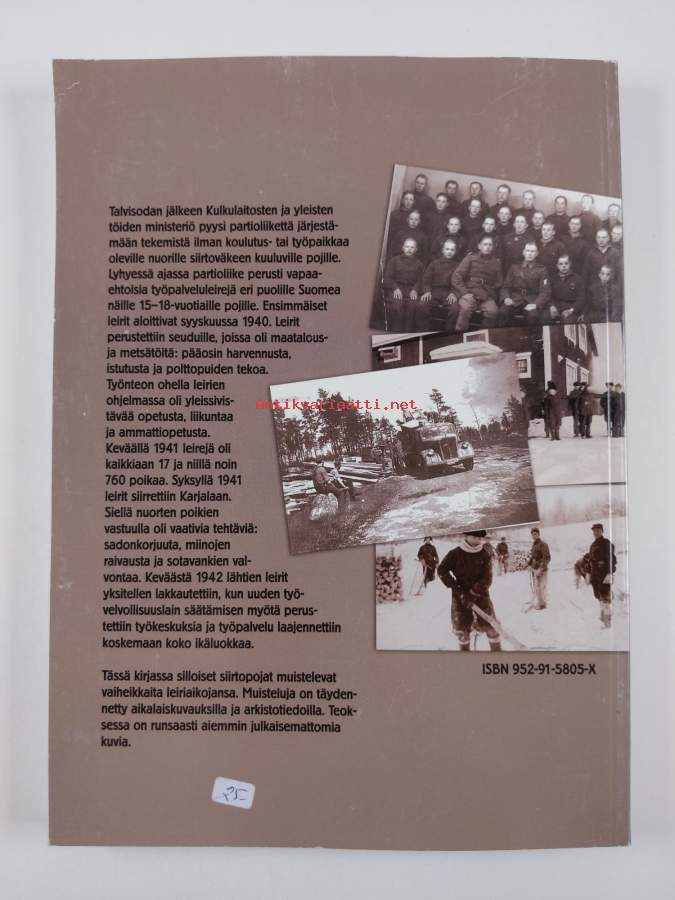 Talvisodan jälkeen Kulkulaitosten ja yleisten
töiden ministeriö pyysi partioliikettä järjestä-
mään tekemistä ilman koulutus- tai työpaikkaa
oleville nuorille siirtoväkeen kuuluville pojille.
Lyhyessä ajassa partioliike perusti vapaa-
ehtoisia työpalveluleirejä eri puolille Suomea
näille 15–18-vuotiaille pojille. Ensimmäiset
leirit aloittivat syyskuussa 1940. Leirit
perustettiin seuduille, joissa oli maatalous-
ja metsätöitä: pääosin harvennusta,
istutusta ja polttopuiden tekoa.
Työnteon ohella leirien
ohjelmassa oli yleissivis-
tävää opetusta, liikuntaa
ja ammattiopetusta.
Keväällä 1941 leirejä oli
kaikkiaan 17 ja niillä noin
760 poikaa. Syksyllä 1941
leirit siirrettiin Karjalaan.
Siellä nuorten poikien
vastuulla oli vaativia tehtäviä:
sadonkorjuuta, miinojen
raivausta ja sotavankien val-
vontaa. Keväästä 1942 lähtien leirit
yksitellen lakkautettiin, kun uuden työ-
velvollisuuslain säätämisen myötä perus-
tettiin työkeskuksia ja työpalvelu laajennettiin
koskemaan koko ikäluokkaa.
Tässä kirjassa silloiset siirtopojat muistelevat
vaiheikkaita leiriaikojansa. Muisteluja on täyden-
netty aikalaiskuvauksilla ja arkistotiedoilla. Teok-
sessa on runsaasti aiemmin julkaisemattomia
kuvia.
antikvariaatti.net
ISBN 952-91-5805-X
25-